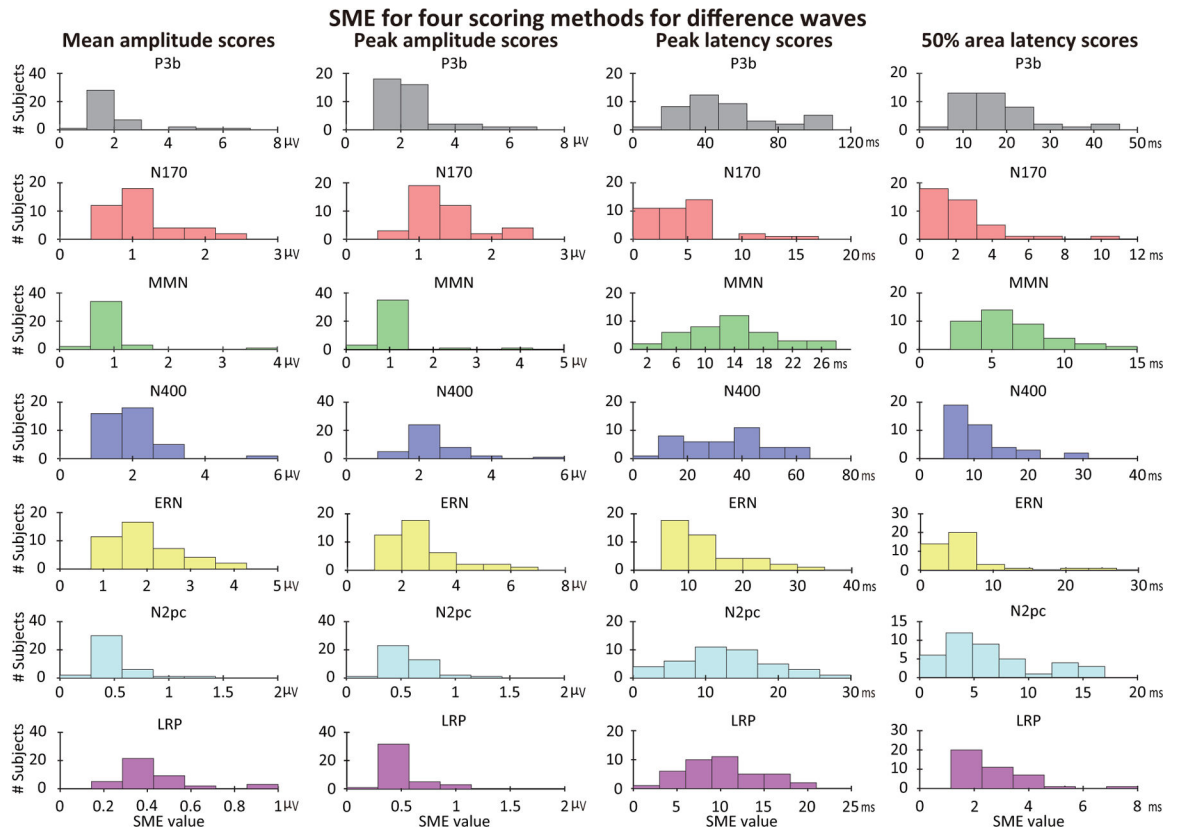 SME for four scoring methods for difference waves
Mean amplitude scores Peak amplitude scores Peak latency scores 50% area latency scores
P3b P3b P3b P3b
# Subjects
40 20 0
0 2 4 6 8 μV
20 10 0
0 2 4 6 8 μV
20 10 0
0 40 80 120 ms
20 10 0
0 10 20 30 40 50 ms
N170 N170 N170 N170
# Subjects
20 10 0
0 1 2 3 μV
20 10 0
0 1 2 3 μV
20 10 0
0 5 10 15 20 ms
20 10 0
0 2 4 6 8 10 12 ms
MMN MMN MMN MMN
# Subjects
40 20 0
0 1 2 3 4 μV
40 20 0
0 1 2 3 4 5 μV
20 10 0
2 6 10 14 18 22 26 ms
20 10 0
0 5 10 15 ms
N400 N400 N400 N400
# Subjects
20 10 0
0 2 4 6 μV
40 20 0
0 2 4 6 μV
20 10 0
0 20 40 60 80 ms
20 10 0
0 10 20 30 40 ms
ERN ERN ERN ERN
# Subjects
20 10 0
0 1 2 3 4 5 μV
20 10 0
0 2 4 6 8 μV
20 10 0
0 10 20 30 40 ms
30 20 10 0
0 10 20 30 ms
N2pc N2pc N2pc N2pc
# Subjects
40 20 0
0 0.5 1 1.5 2 μV
40 20 0
0 0.5 1 1.5 2 μV
20 10 0
0 10 20 30 ms
15 10 5 0
0 5 10 15 20 ms
LRP LRP LRP LRP
# Subjects
40 20 0
0 0.2 0.4 0.6 0.8 1 μV
40 20 0
0 0.5 1 1.5 2 μV
20 10 0
0 5 10 15 20 25 ms
30 20 10 0
0 2 4 6 8 ms
SME value SME value SME value SME value